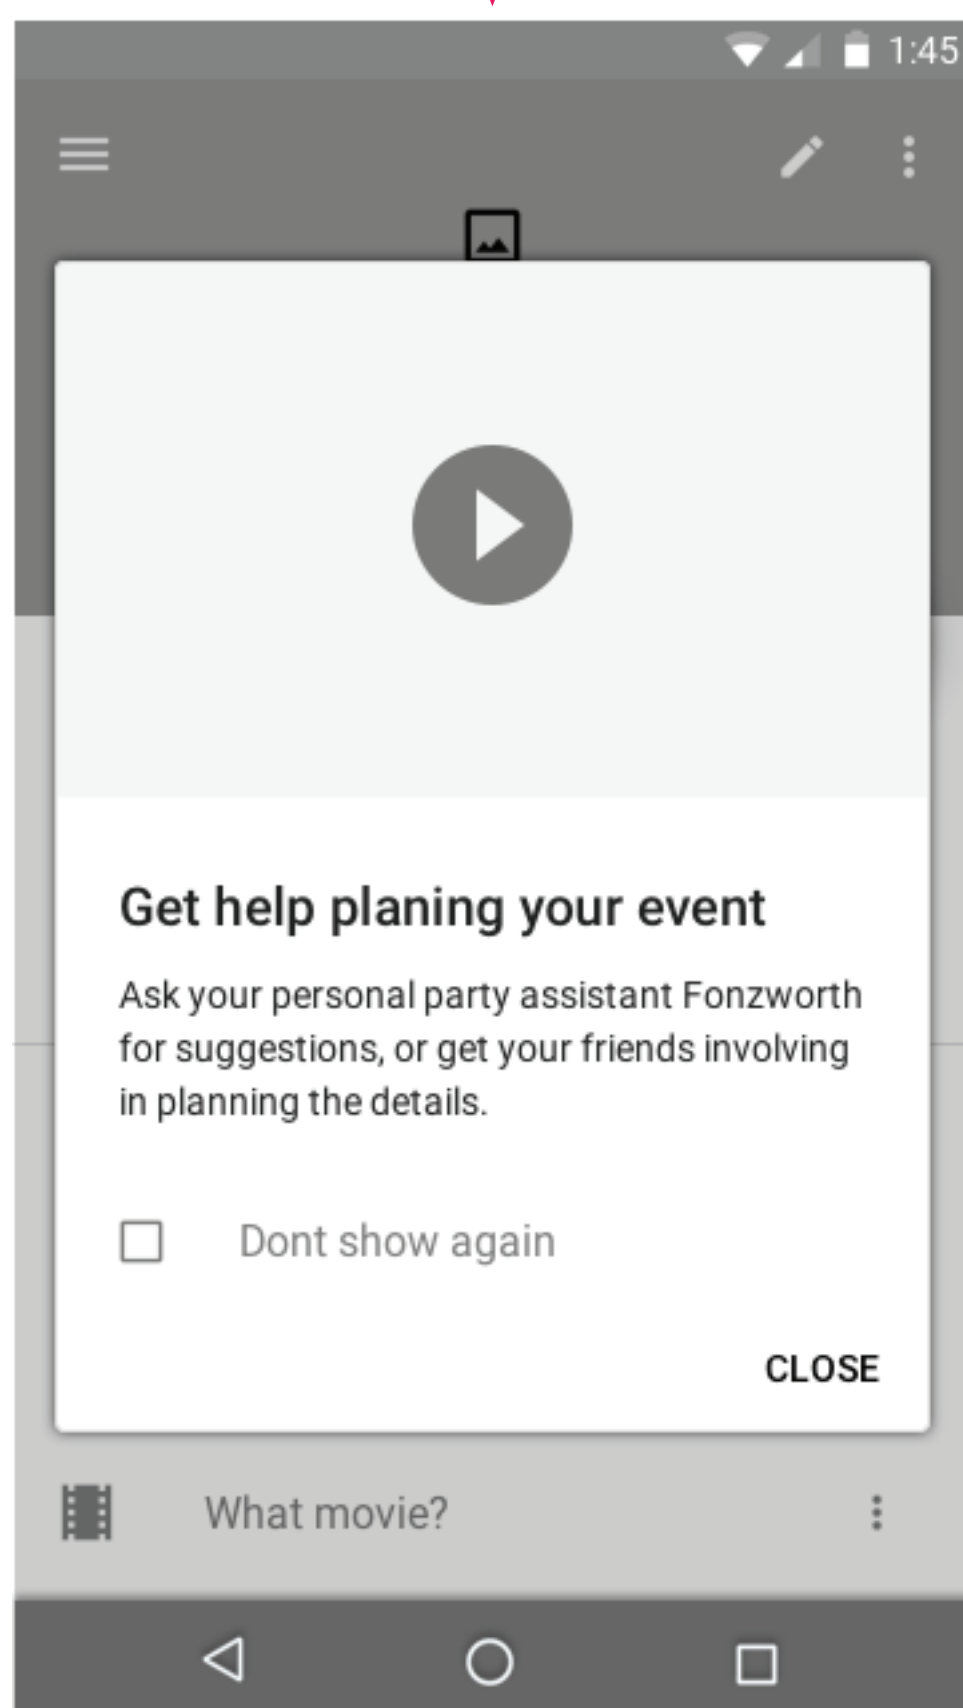 1:45
Get help planing your event
Ask your personal party assistant Fonzworth
for suggestions, or get your friends involving
in planning the details.
Dont show again
CLOSE
What movie?